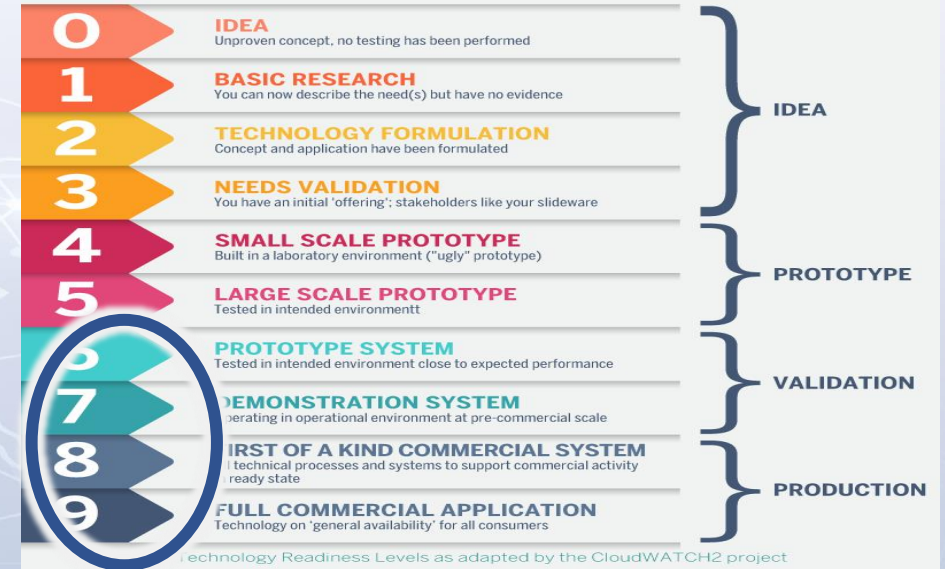 0
IDEA
Unproven concept, no testing has been performed
1
BASIC RESEARCH
You can now describe the need(s) but have no evidence
2
TECHNOLOGY FORMULATION
Concept and application have been formulated
3
NEEDS VALIDATION
You have an initial 'offering'; stakeholders like your slideware
IDEA
4
SMALL SCALE PROTOTYPE
Built in a laboratory environment ("ugly" prototype)
5
LARGE SCALE PROTOTYPE
Tested in intended environmentt
PROTOTYPE
PROTOTYPE SYSTEM
Tested in intended environment close to expected performance
7
DEMONSTRATION SYSTEM
perating in operational environment at pre-commercial scale
VALIDATION
8
IRST OF A KIND COMMERCIAL SYSTEM
technical processes and systems to support commercial activity
ready state
9
FULL COMMERCIAL APPLICATION
Technology on 'general availability' for all consumers
PRODUCTION
echnology Readiness Levels as adapted by the CloudWATCH2 project